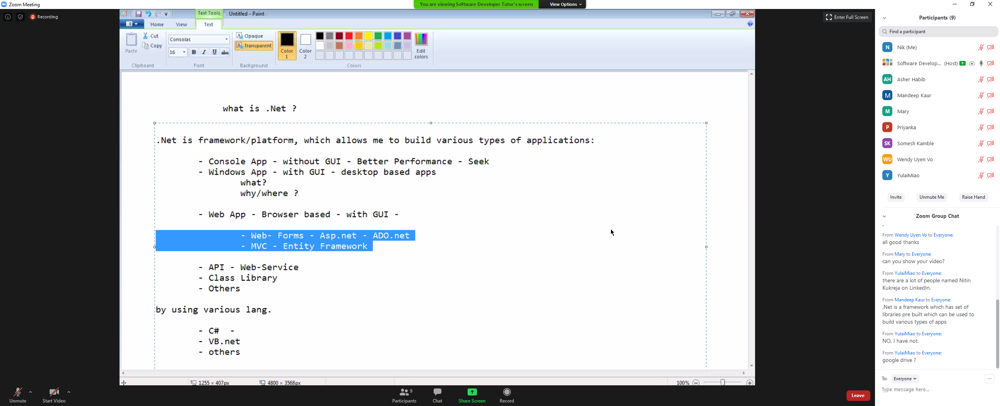 Zoom Meeting
You are viewing Software Developer Tutor's screen
View Options
Recording
Enter Full Screen
Text Tools
Untitled - Paint
Home
View
Text
Paste
Cut
Copy
Clipboard
Consolas
16
B I U abc
Font
Opaque
Transparent
Background
Color 1
Color 2
Edit colors
Colors
what is .Net ?
.Net is framework/platform, which allows me to build various types of applications:
- Console App - without GUI - Better Performance - Seek
- Windows App - with GUI - desktop based apps
what?
why/where ?
- Web App - Browser based - with GUI -
- Web- Forms - Asp.net - ADO.net
- MVC - Entity Framework
- API - Web-Service
- Class Library
- Others
by using various lang.
- C# -
- VB.net
- others
1255 × 407px
4800 × 3568px
100%
Participants (9)
Find a participant
N Nik (Me)
Software Develop... (Host)
AH Asher Habib
M Mandeep Kaur
M Mary
P Priyanka
SK Somesh Kamble
WU Wendy Uyen Vo
Y YulaiMiao
Invite
Unmute Me
Raise Hand
Zoom Group Chat
From Wendy Uyen Vo to Everyone:
all good thanks
From Mary to Everyone:
can you show your video?
From YulaiMiao to Everyone:
there are a lot of people named Nitin
Kukreja on LinkedIn.
From Mandeep Kaur to Everyone:
.Net is a framework which has set of
libraries pre built which can be used to
build various types of apps
From YulaiMiao to Everyone:
NO, I have not.
From YulaiMiao to Everyone:
google drive ?
To: Everyone
Type message here...
Unmute
Start Video
9
Participants
Chat
Share Screen
Record
Leave